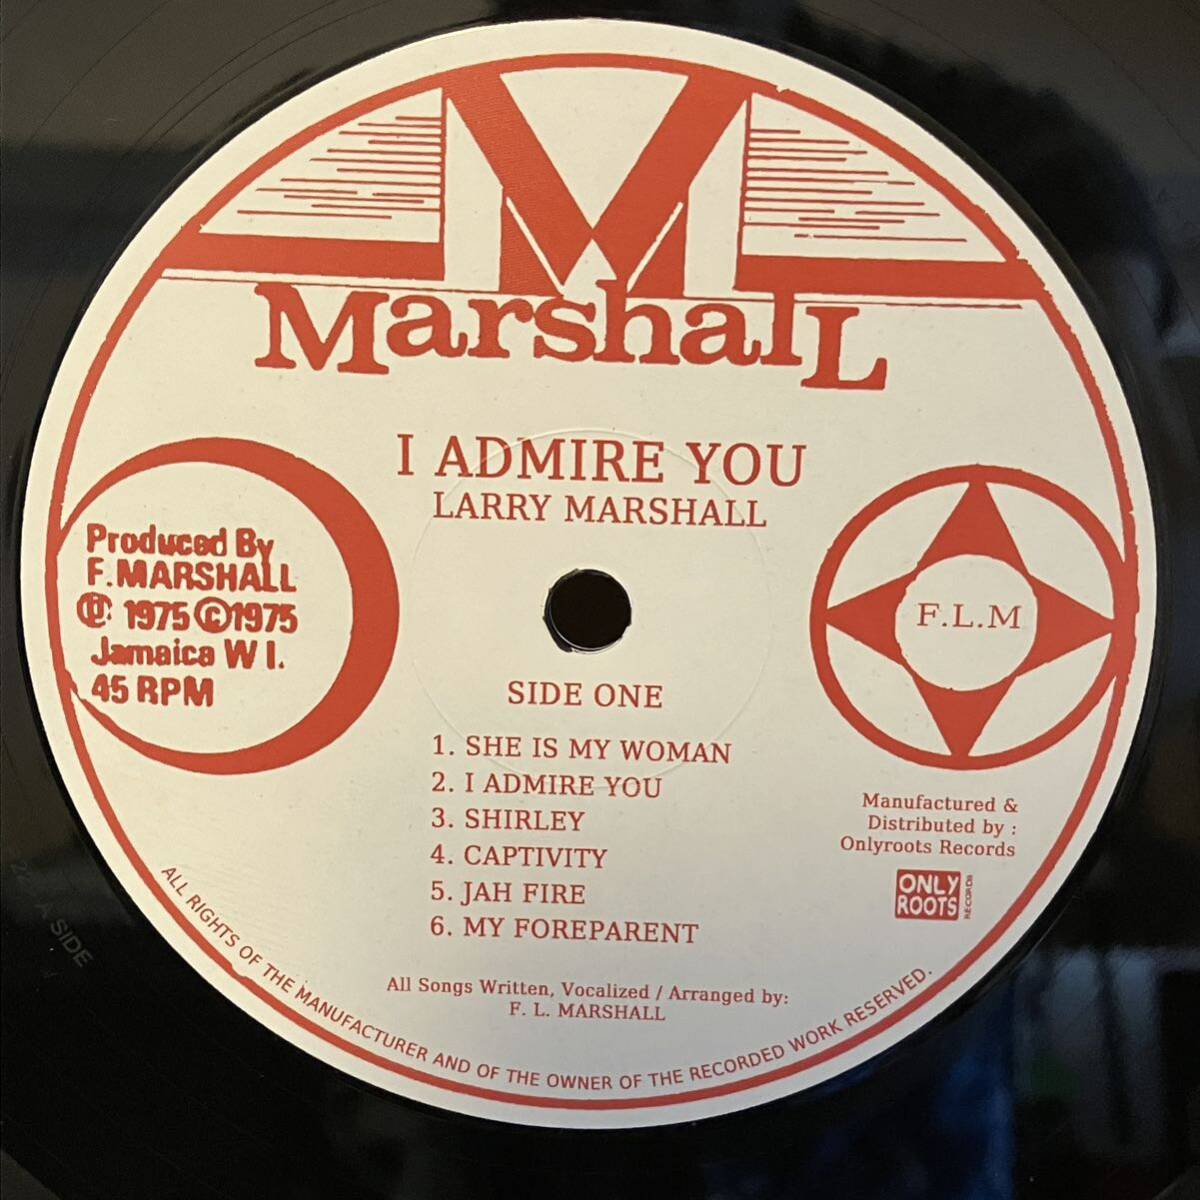 MarshalL
I ADMIRE YOU
LARRY MARSHALL
Produced By
F.MARSHALL
Ⓟ 1975 ©1975
Jamaica W I.
45 RPM
F.L.M
SIDE ONE
1. SHE IS MY WOMAN
2. I ADMIRE YOU
3. SHIRLEY
4. CAPTIVITY
5. JAH FIRE
6. MY FOREPARENT
Manufactured &
Distributed by :
Onlyroots Records
ONLY
ROOTS
RECORDS
All Songs Written, Vocalized / Arranged by:
F. L. MARSHALL
ALL RIGHTS OF THE MANUFACTURER AND OF THE OWNER OF THE RECORDED WORK RESERVED.
A SIDE